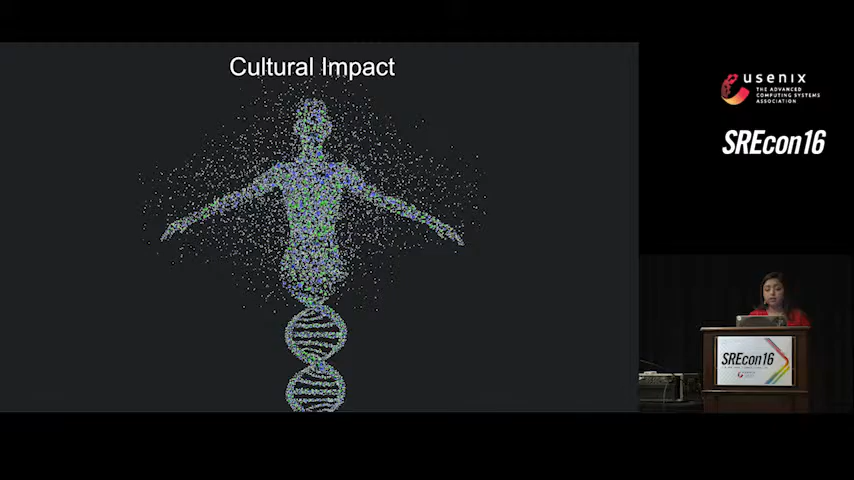 Cultural Impact
usenix
THE ADVANCED
COMPUTING SYSTEMS
ASSOCIATION
SREcon16
SREcon16